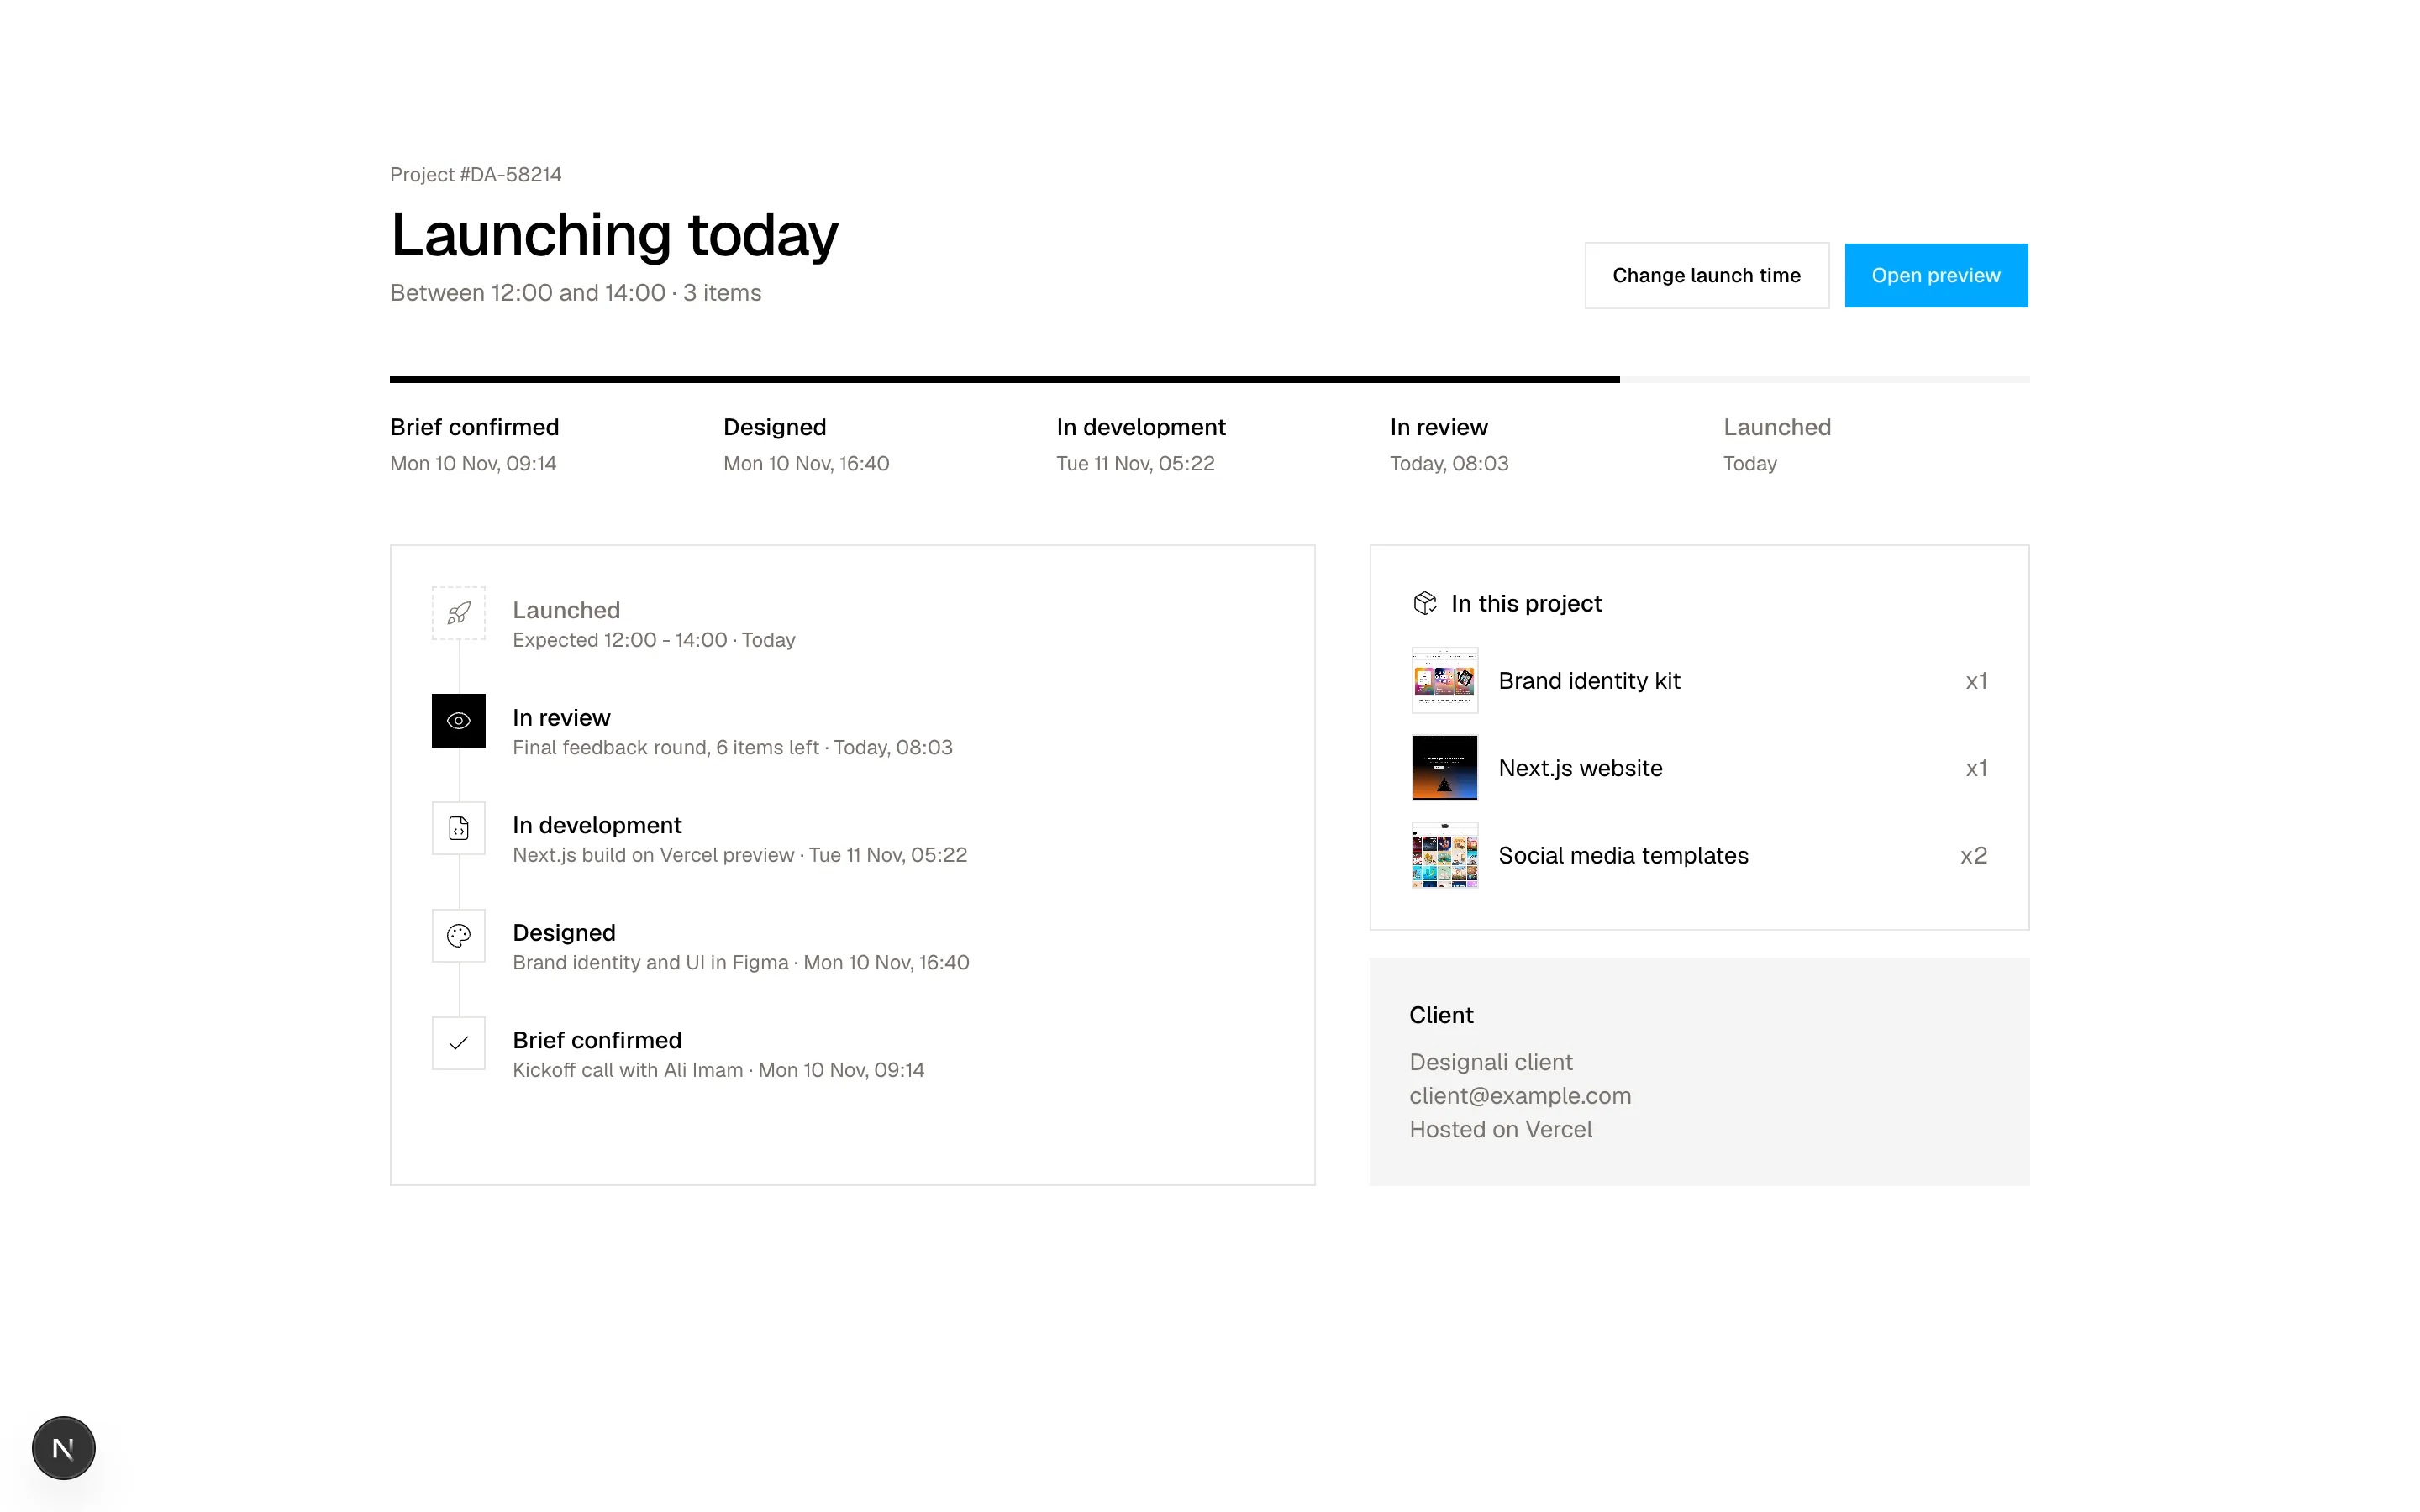 Project #DA-58214
Launching today
Between 12:00 and 14:00 · 3 items
Change launch time
Open preview
Brief confirmed
Mon 10 Nov, 09:14
Designed
Mon 10 Nov, 16:40
In development
Tue 11 Nov, 05:22
In review
Today, 08:03
Launched
Today
Launched
Expected 12:00 - 14:00 · Today
In review
Final feedback round, 6 items left · Today, 08:03
In development
Next.js build on Vercel preview · Tue 11 Nov, 05:22
Designed
Brand identity and UI in Figma · Mon 10 Nov, 16:40
Brief confirmed
Kickoff call with Ali Imam · Mon 10 Nov, 09:14
In this project
Brand identity kit
x1
Next.js website
x1
Social media templates
x2
Client
Designali client
client@example.com
Hosted on Vercel
N